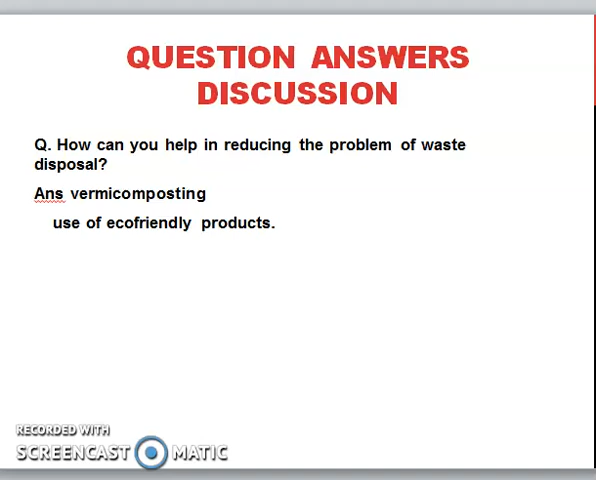 QUESTION ANSWERS
DISCUSSION
Q. How can you help in reducing the problem of waste
disposal?
Ans vermicomposting
use of ecofriendly products.
RECORDED WITH
SCREENCAST MATIC